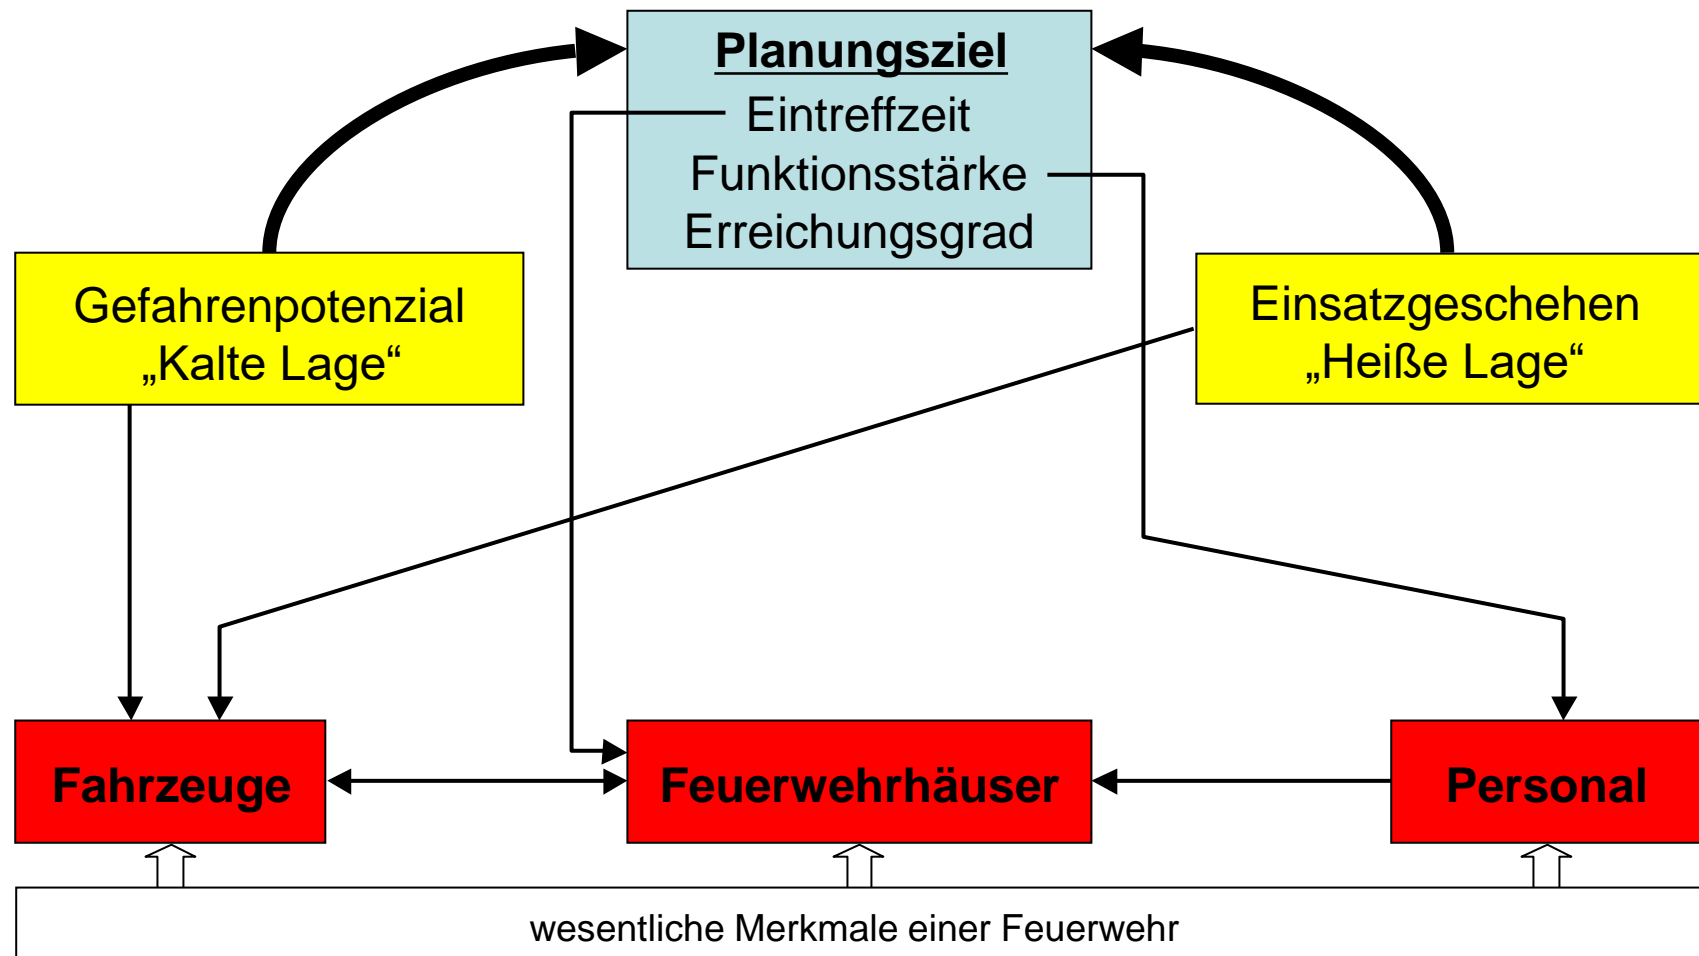 Planungsziel
Eintreffzeit
Funktionsstärke
Erreichungsgrad
Gefahrenpotenzial
„Kalte Lage“
Einsatzgeschehen
„Heiße Lage“
Fahrzeuge
Feuerwehrhäuser
Personal
wesentliche Merkmale einer Feuerwehr